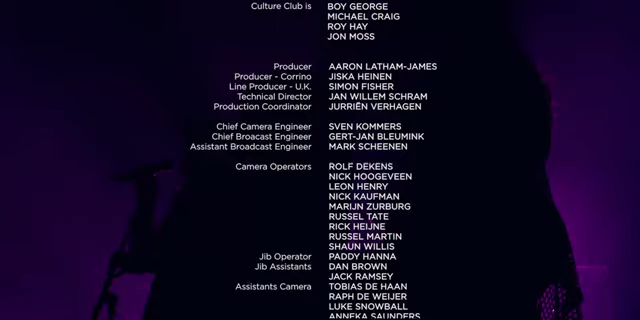 Culture Club is BOY GEORGE
MICHAEL CRAIG
ROY HAY
JON MOSS
Producer AARON LATHAM-JAMES
Producer - Corrino JISKA HEINEN
Line Producer - U.K. SIMON FISHER
Technical Director JAN WILLEM SCHRAM
Production Coordinator JURRIËN VERHAGEN
Chief Camera Engineer SVEN KOMMERS
Chief Broadcast Engineer GERT-JAN BLEUMINK
Assistant Broadcast Engineer MARK SCHEENEN
Camera Operators ROLF DEKENS
NICK HOOGEVEEN
LEON HENRY
NICK KAUFMAN
MARIJN ZURBURG
RUSSEL TATE
RICK HEIJNE
RUSSEL MARTIN
SHAUN WILLIS
Jib Operator PADDY HANNA
Jib Assistants DAN BROWN
JACK RAMSEY
Assistants Camera TOBIAS DE HAAN
RAPH DE WEIJER
LUKE SNOWBALL
ANNEKA SAUNDERS